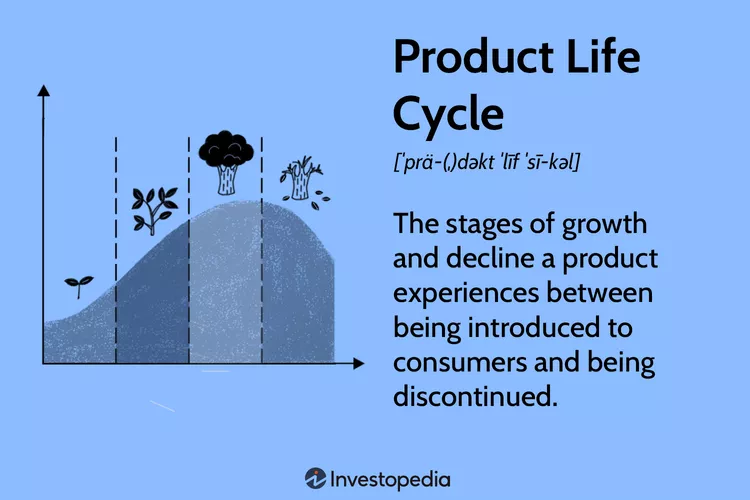 Product Life
Cycle
[ˈprä-(ˌ)dəkt ˈlīf ˈsī-kəl]
The stages of growth
and decline a product
experiences between
being introduced to
consumers and being
discontinued.
Investopedia